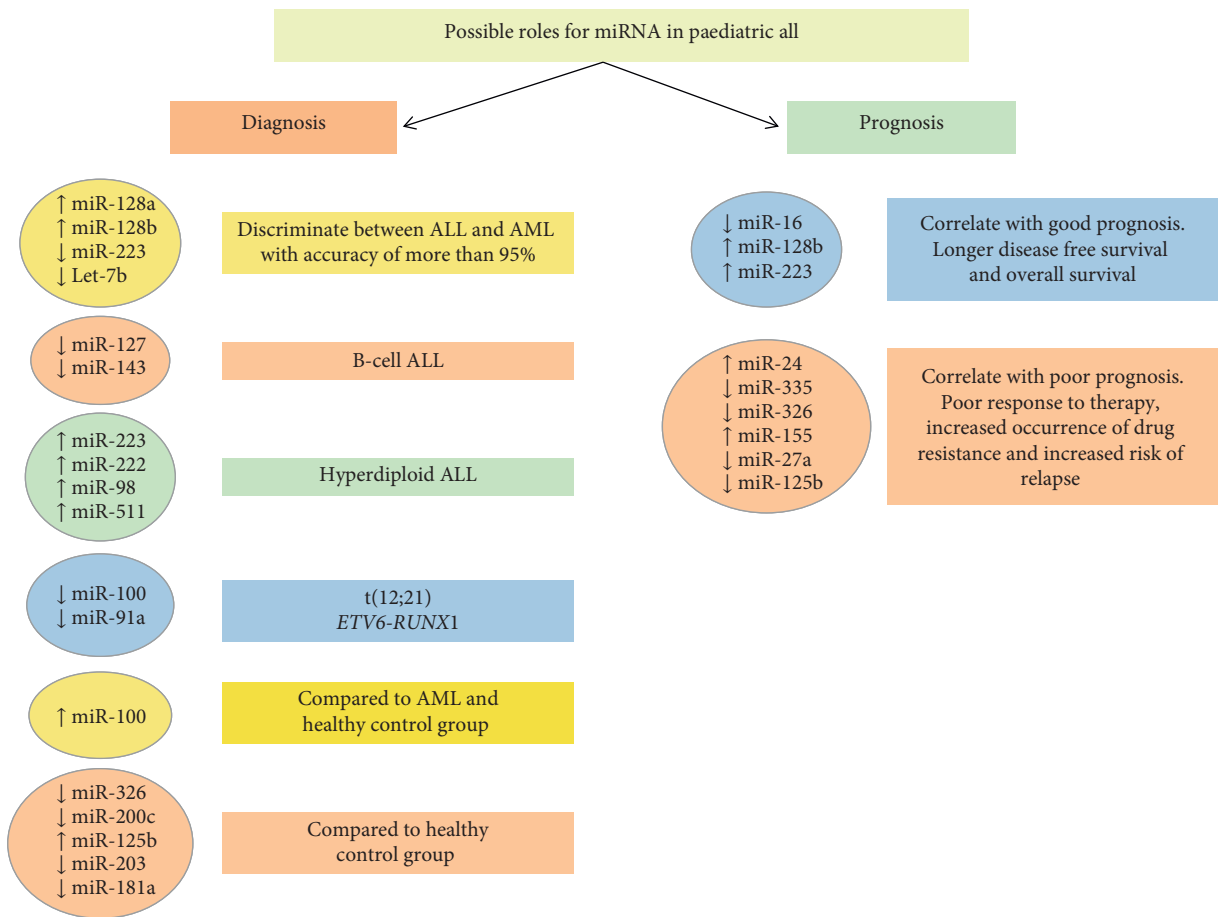 Possible roles for miRNA in paediatric all
Diagnosis
↑ miR-128a
↑ miR-128b
↓ miR-223
↓ Let-7b
Discriminate between ALL and AML
with accuracy of more than 95%
↓ miR-127
↓ miR-143
B-cell ALL
↑ miR-223
↑ miR-222
↑ miR-98
↑ miR-511
Hyperdiploid ALL
↓ miR-100
↓ miR-91a
t(12;21)
ETV6-RUNX1
↑ miR-100
Compared to AML and
healthy control group
↓ miR-326
↓ miR-200c
↑ miR-125b
↓ miR-203
↓ miR-181a
Compared to healthy
control group
Prognosis
↓ miR-16
↑ miR-128b
↑ miR-223
Correlate with good prognosis.
Longer disease free survival
and overall survival
↑ miR-24
↓ miR-335
↓ miR-326
↑ miR-155
↓ miR-27a
↓ miR-125b
Correlate with poor prognosis.
Poor response to therapy,
increased occurrence of drug
resistance and increased risk of
relapse